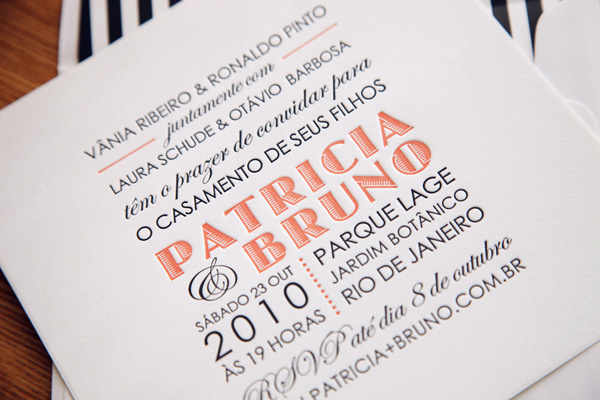 VÂNIA RIBEIRO & RONALDO PINTO
juntamente com
LAURA SCHUDE & OTÁVIO BARBOSA
têm o prazer de convidar para
O CASAMENTO DE SEUS FILHOS
PATRICIA
& BRUNO
SÁBADO 23 OUT
2010
ÀS 19 HORAS
PARQUE LAGE
JARDIM BOTÂNICO
RIO DE JANEIRO
RSVP até dia 8 de outubro
PATRICIA+BRUNO.COM.BR